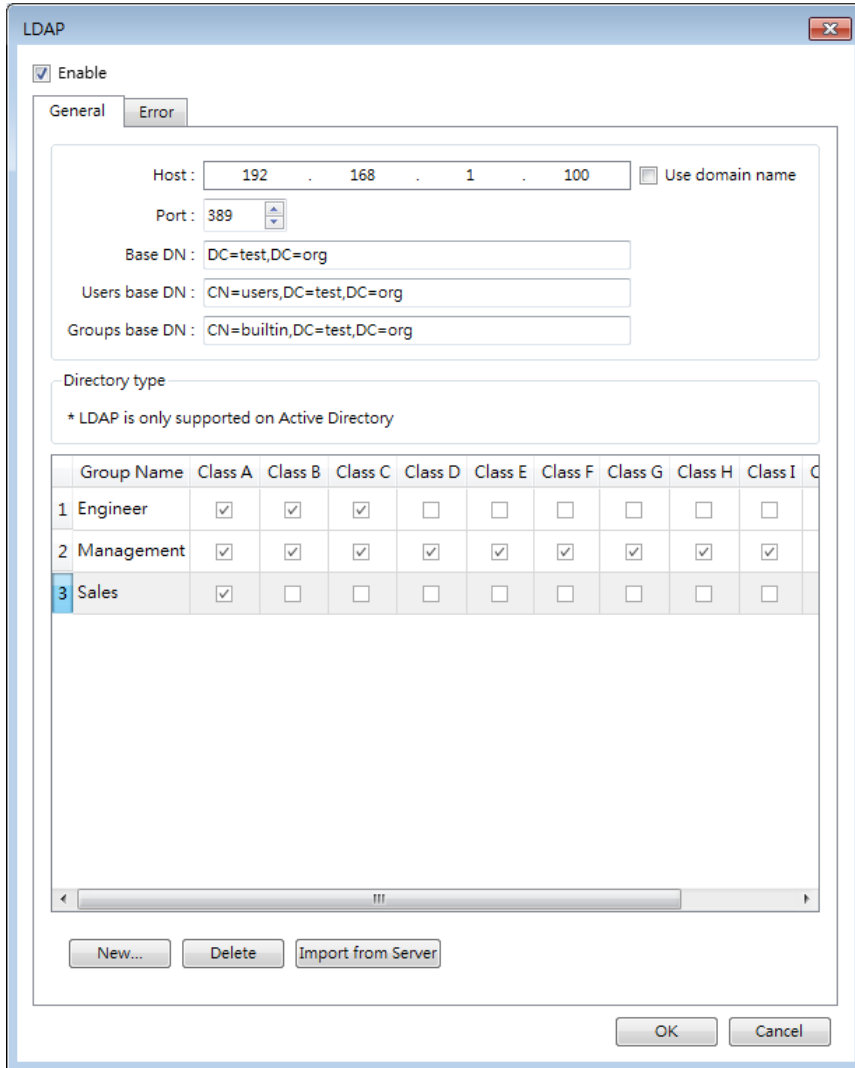 LDAP
Enable
General Error
Host : 192 . 168 . 1 . 100 Use domain name
Port : 389
Base DN : DC=test,DC=org
Users base DN : CN=users,DC=test,DC=org
Groups base DN : CN=builtin,DC=test,DC=org
Directory type
* LDAP is only supported on Active Directory
Group Name Class A Class B Class C Class D Class E Class F Class G Class H Class I C
1 Engineer
2 Management
3 Sales
New... Delete Import from Server
OK Cancel